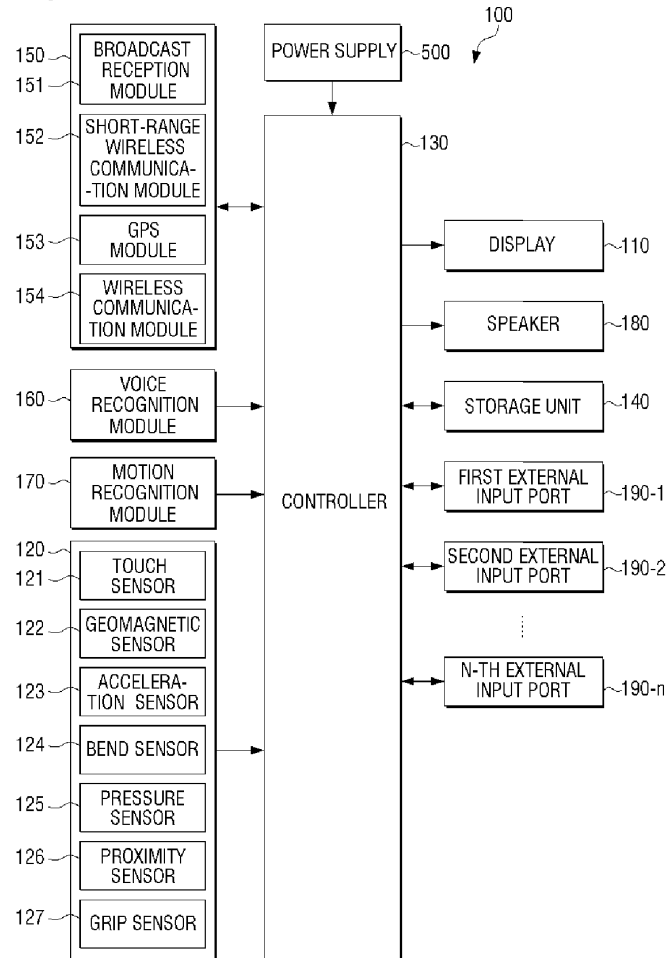 100
150
BROADCAST
RECEPTION
MODULE
151
POWER SUPPLY
500
152
SHORT-RANGE
WIRELESS
COMMUNICA-
-TION MODULE
130
153
GPS
MODULE
154
WIRELESS
COMMUNICA-
-TION MODULE
DISPLAY
110
SPEAKER
180
160
VOICE
RECOGNITION
MODULE
STORAGE UNIT
140
170
MOTION
RECOGNITION
MODULE
CONTROLLER
FIRST EXTERNAL
INPUT PORT
190-1
120
121
TOUCH
SENSOR
SECOND EXTERNAL
INPUT PORT
190-2
122
GEOMAGNETIC
SENSOR
123
ACCELERA-
-TION SENSOR
N-TH EXTERNAL
INPUT PORT
190-n
124
BEND SENSOR
125
PRESSURE
SENSOR
126
PROXIMITY
SENSOR
127
GRIP SENSOR